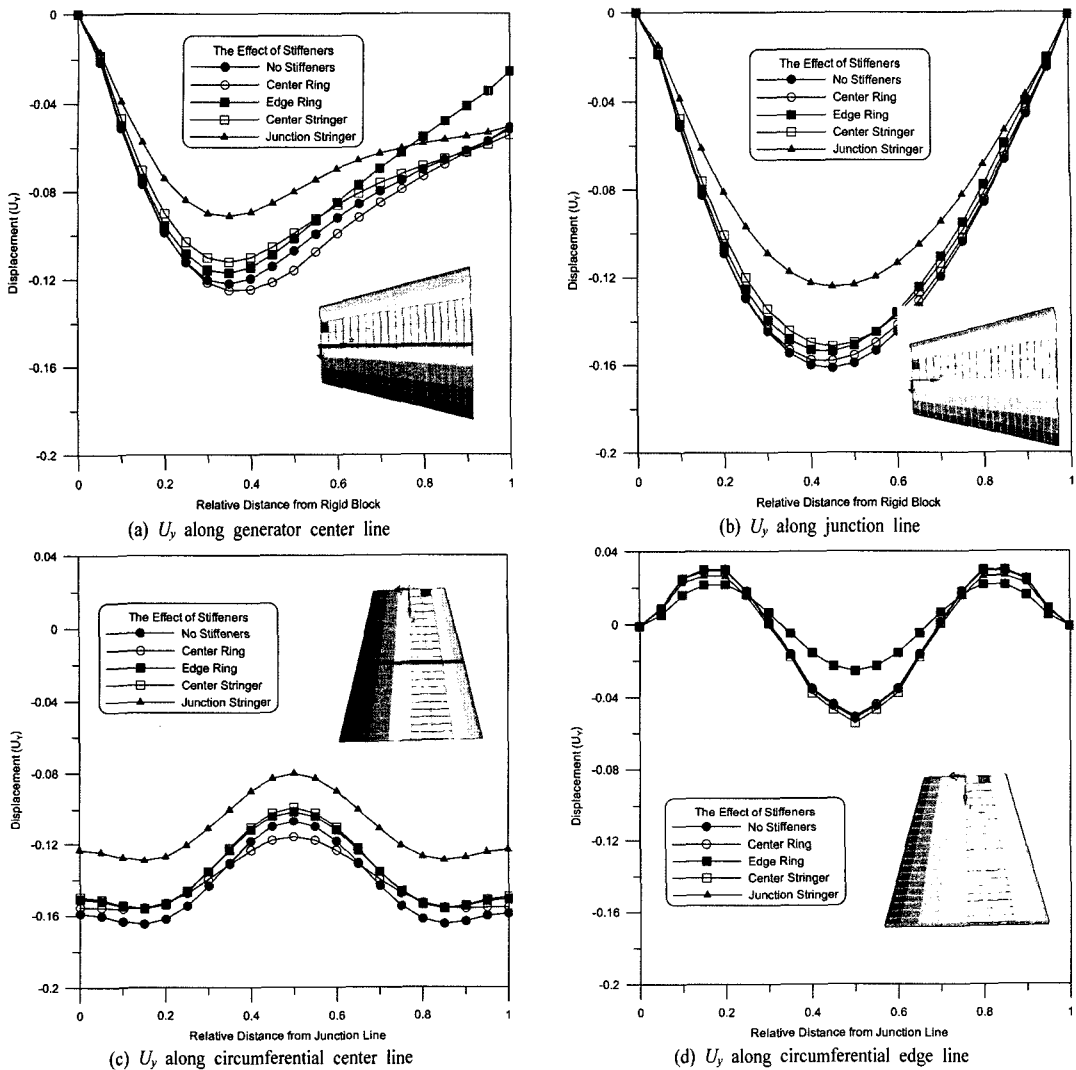 0
-0.04
-0.08
-0.12
-0.16
-0.2
Displacement (Uy)
The Effect of Stiffeners
No Stiffeners
Center Ring
Edge Ring
Center Stringer
Junction Stringer
0 0.2 0.4 0.6 0.8 1
Relative Distance from Rigid Block
(a) Uy along generator center line
0
-0.04
-0.08
-0.12
-0.16
-0.2
Displacement (Uy)
The Effect of Stiffeners
No Stiffeners
Center Ring
Edge Ring
Center Stringer
Junction Stringer
0 0.2 0.4 0.6 0.8 1
Relative Distance from Rigid Block
(b) Uy along junction line
0.04
0
-0.04
-0.08
-0.12
-0.16
-0.2
Displacement (Uy)
The Effect of Stiffeners
No Stiffeners
Center Ring
Edge Ring
Center Stringer
Junction Stringer
0 0.2 0.4 0.6 0.8 1
Relative Distance from Junction Line
(c) Uy along circumferential center line
0.04
0
-0.04
-0.08
-0.12
-0.16
-0.2
Displacement (Uy)
The Effect of Stiffeners
No Stiffeners
Center Ring
Edge Ring
Center Stringer
Junction Stringer
0 0.2 0.4 0.6 0.8 1
Relative Distance from Junction Line
(d) Uy along circumferential edge line